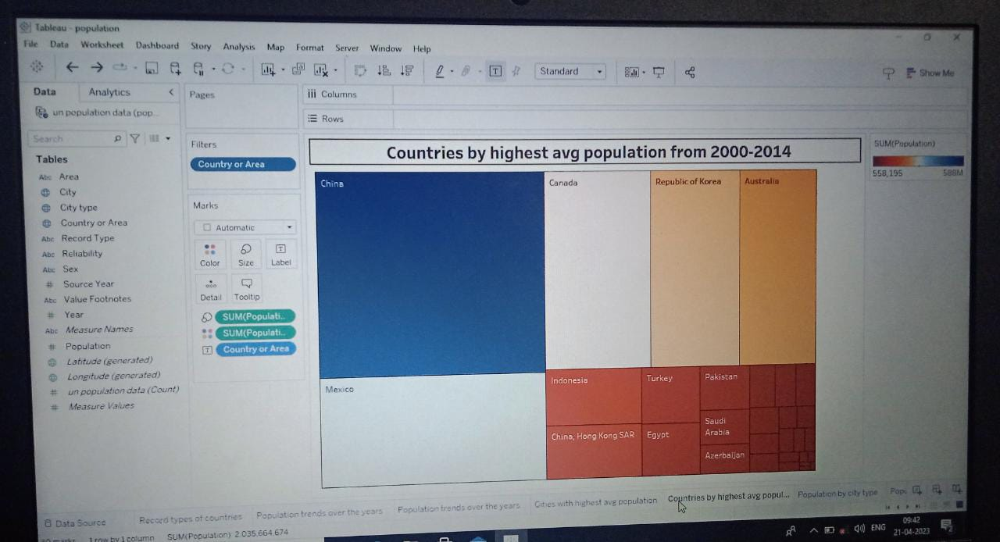 Tableau - population
File Data Worksheet Dashboard Story Analysis Map Format Server Window Help
Standard
Show Me
Data Analytics
un population data (pop...
Search
Tables
Abc Area
City
City type
Country or Area
Abc Record Type
Abc Reliability
Abc Sex
# Source Year
Abc Value Footnotes
# Year
Abc Measure Names
# Population
Latitude (generated)
Longitude (generated)
# un population data (Count)
# Measure Values
Pages
Filters
Country or Area
Marks
Automatic
Color Size Label
Detail Tooltip
SUM(Populati..
SUM(Populati..
Country or Area
iii Columns
Rows
Countries by highest avg population from 2000-2014
China
Canada
Republic of Korea
Australia
Mexico
Indonesia
Turkey
Pakistan
China, Hong Kong SAR
Egypt
Saudi
Arabia
Azerbaijan
SUM(Population)
558,195 588M
Data Source
Record types of countries
Population trends over the years
Population trends over the years
Cities with highest avg population
Countries by highest avg popul...
Population by city type
1 row by 1 column SUM(Population): 2,035,664,674
ENG
09:42
21-04-2023